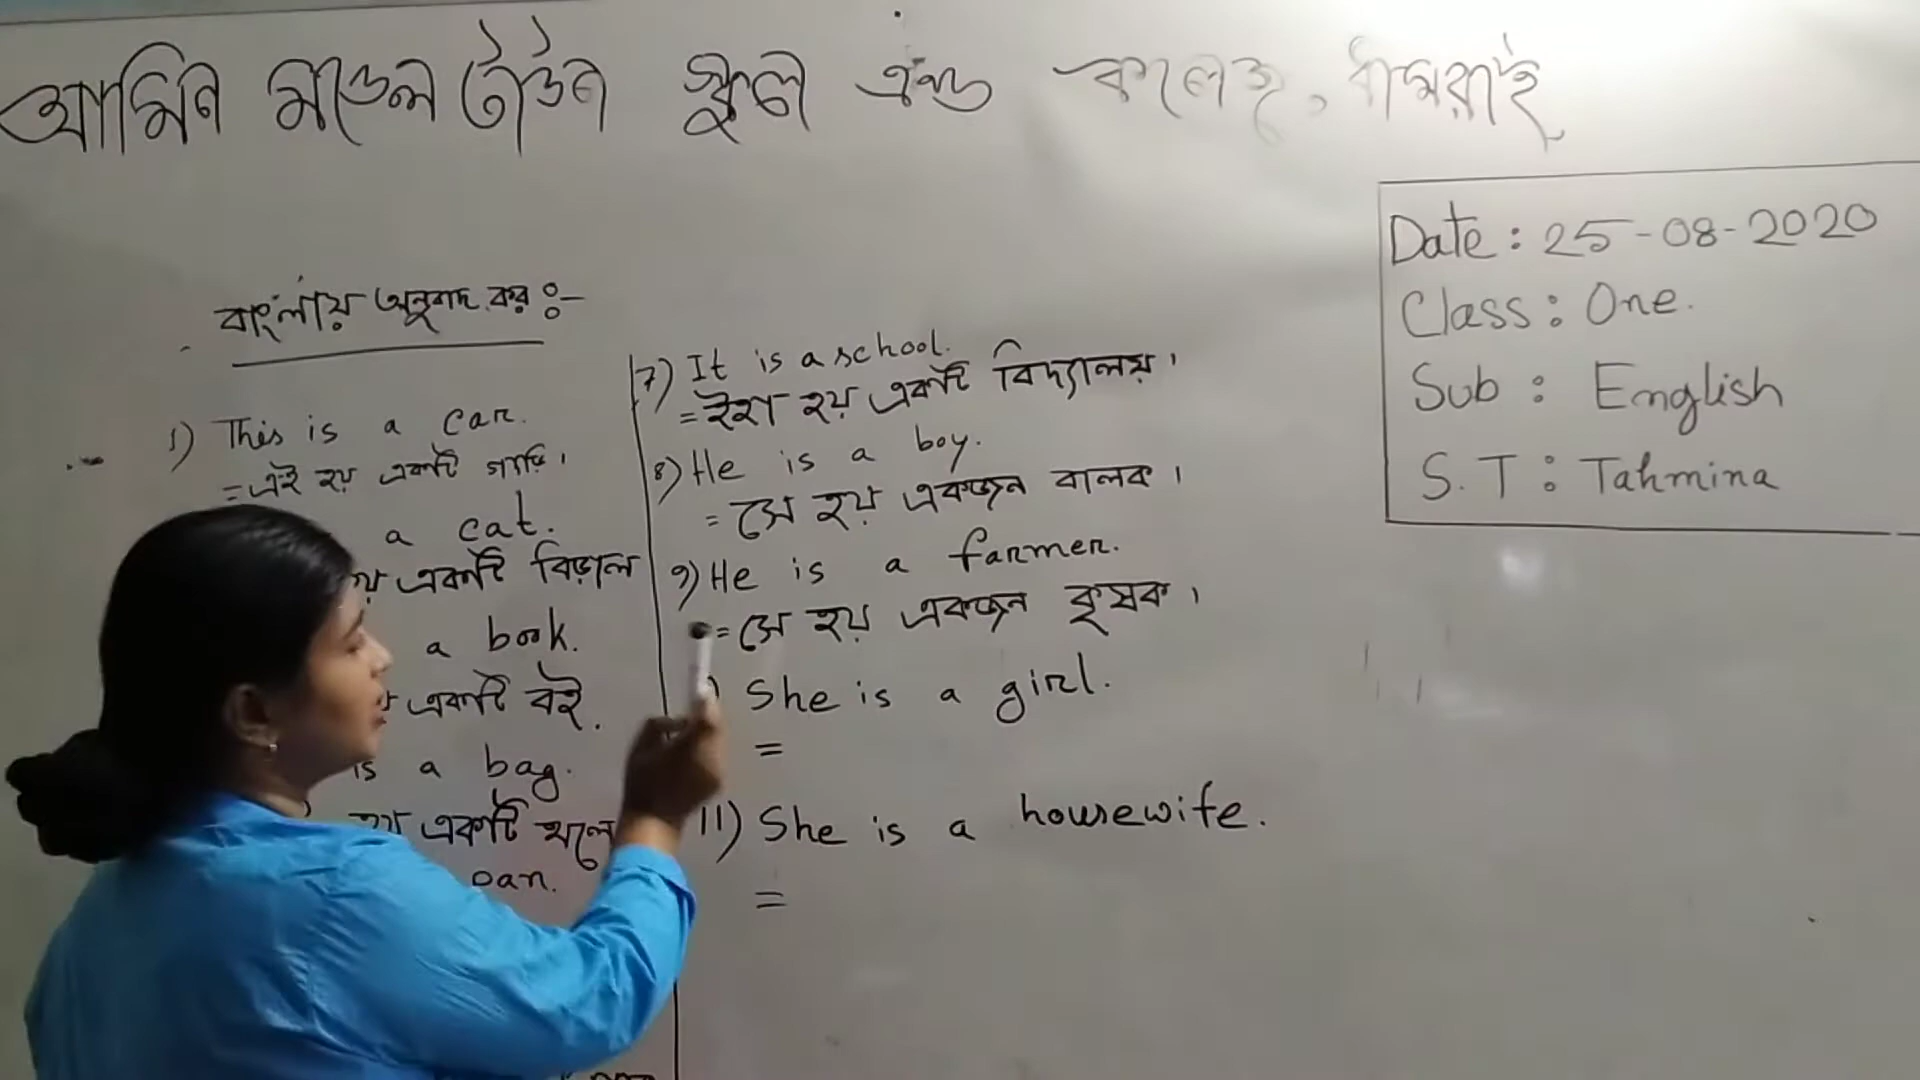 আমিন মডেল টাউন স্কুল এন্ড কলেজ, ধামরাই
Date : 25-08-2020
Class : One.
Sub : English
S.T : Tahmina
বাংলায় অনুবাদ কর :-
1) This is a car.
= এই হয় একটি গাড়ি।
a cat.
একটি বিড়াল
a book.
একটি বই.
is a bag.
একটি থলে
7) It is a school.
= ইহা হয় একটি বিদ্যালয়।
8) He is a boy.
= সে হয় একজন বালক।
9) He is a farmer.
= সে হয় একজন কৃষক।
) She is a girl.
=
11) She is a housewife.
=